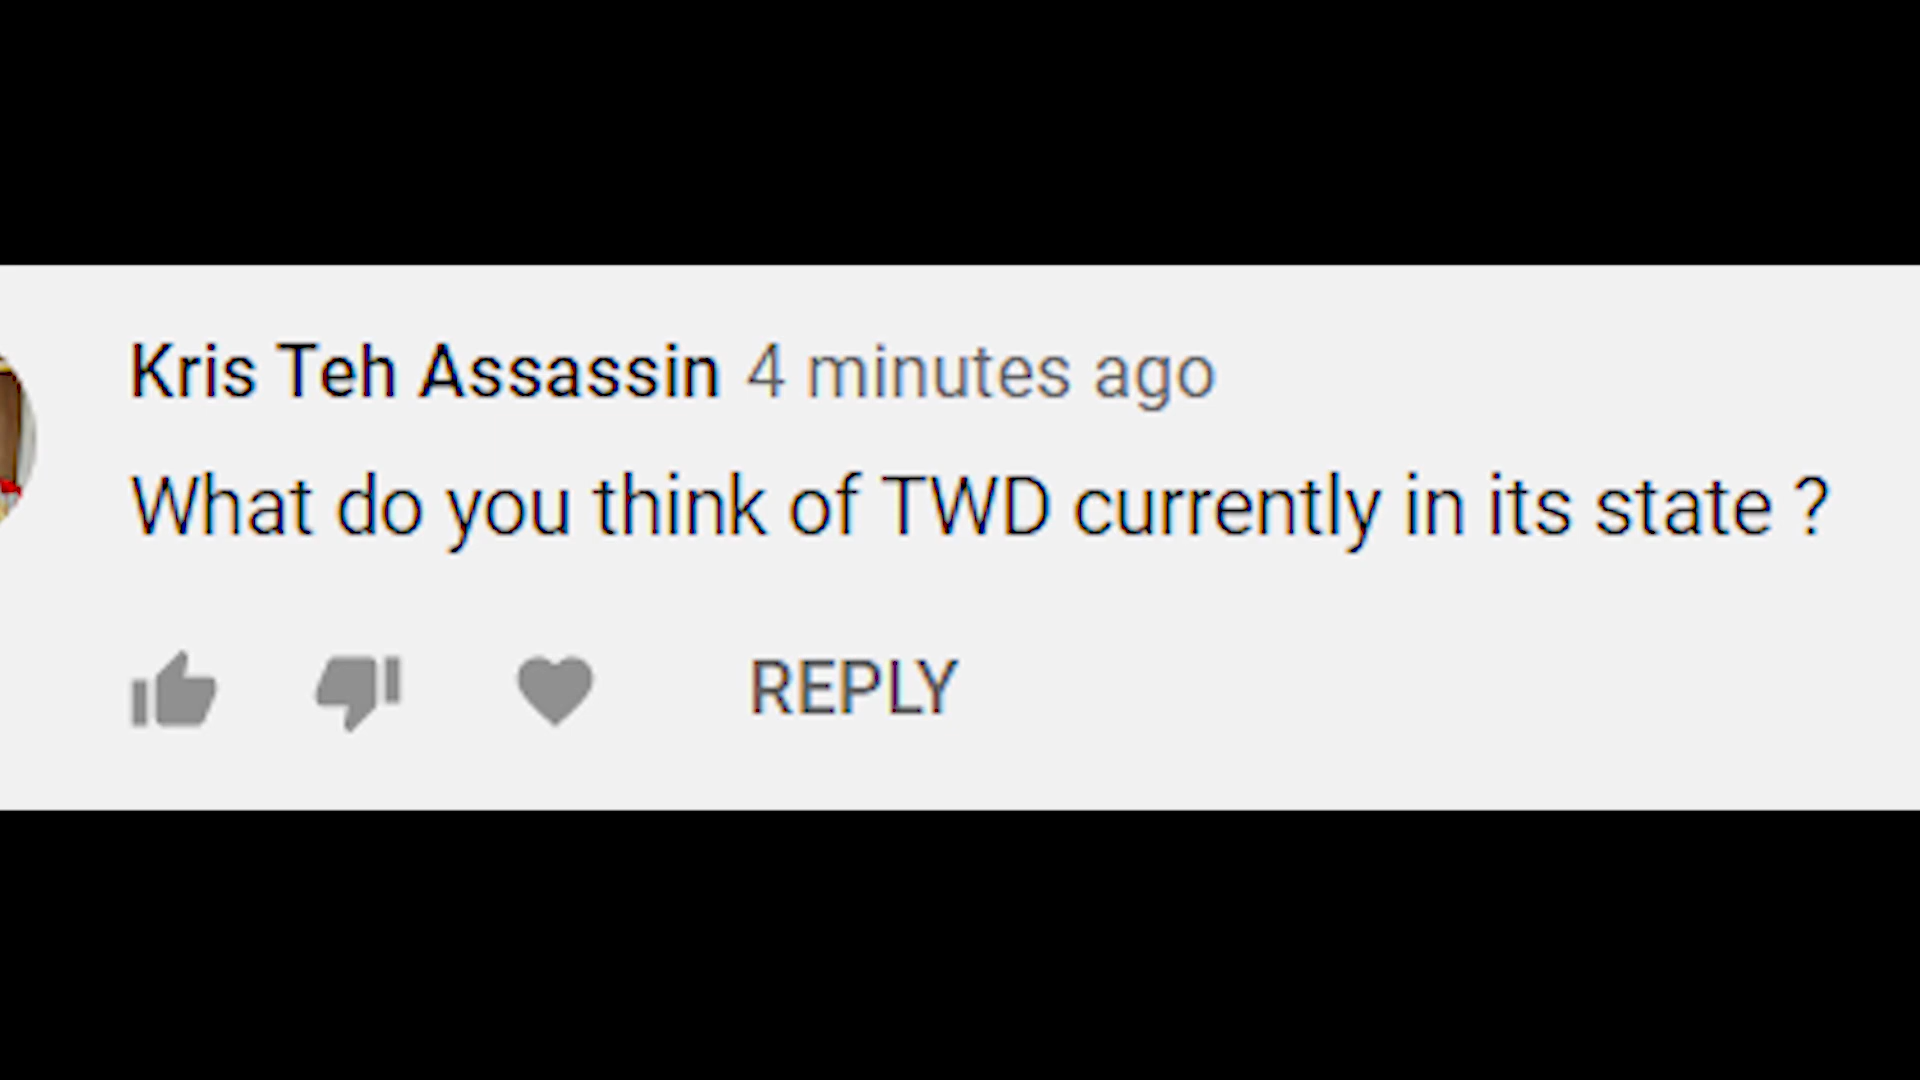 Kris Teh Assassin 4 minutes ago
What do you think of TWD currently in its state ?
REPLY